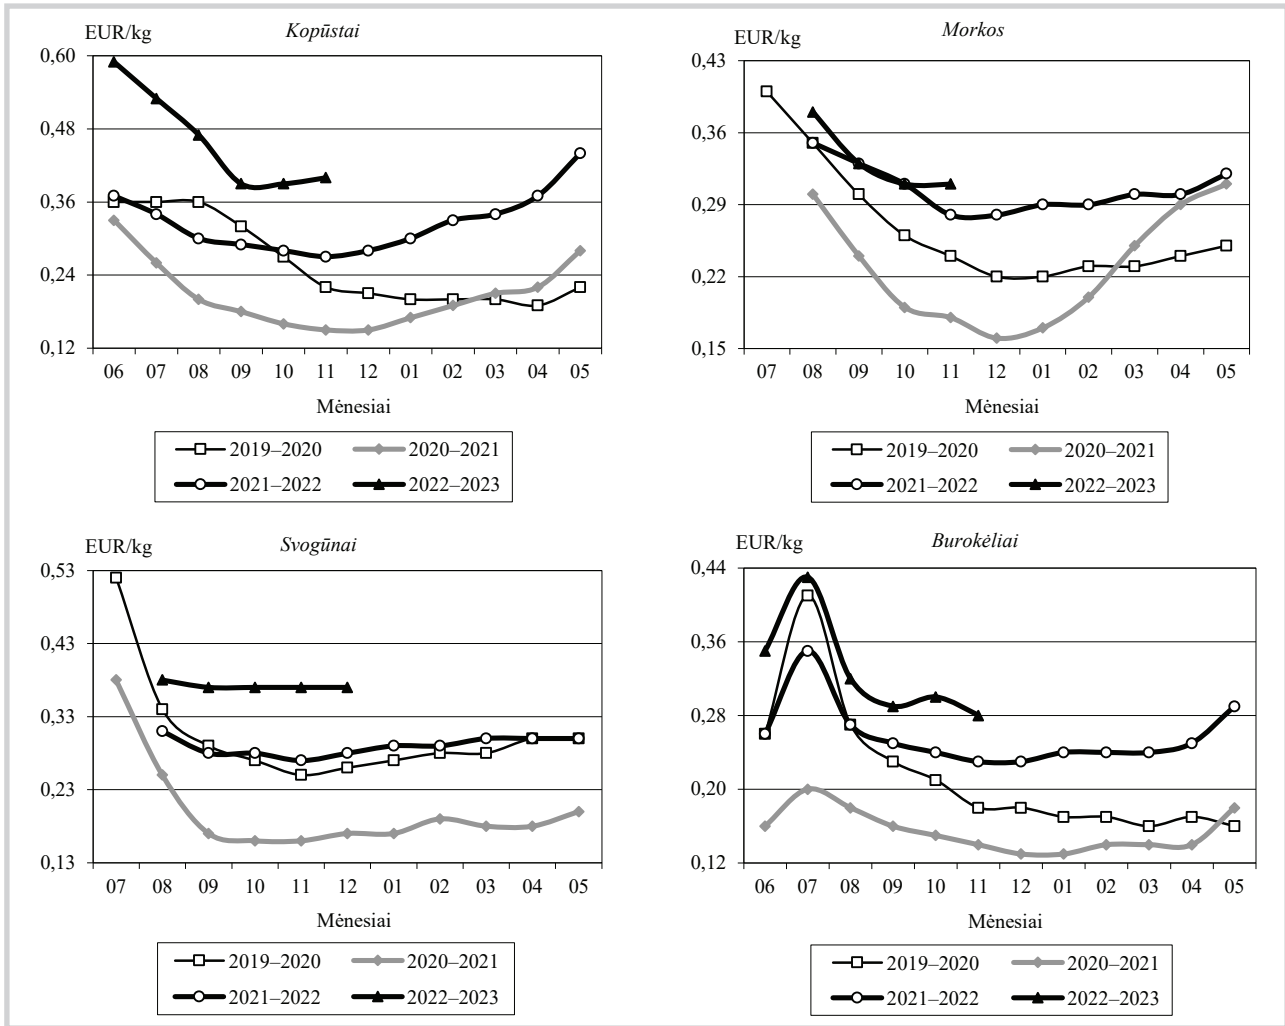 EUR/kg
Kopūstai
0,60
0,48
0,36
0,24
0,12
06 07 08 09 10 11 12 01 02 03 04 05
Mėnesiai
2019–2020 2020–2021
2021–2022 2022–2023
EUR/kg
Morkos
0,43
0,36
0,29
0,22
0,15
07 08 09 10 11 12 01 02 03 04 05
Mėnesiai
2019–2020 2020–2021
2021–2022 2022–2023
EUR/kg
Svogūnai
0,53
0,43
0,33
0,23
0,13
07 08 09 10 11 12 01 02 03 04 05
Mėnesiai
2019–2020 2020–2021
2021–2022 2022–2023
EUR/kg
Burokėliai
0,44
0,36
0,28
0,20
0,12
06 07 08 09 10 11 12 01 02 03 04 05
Mėnesiai
2019–2020 2020–2021
2021–2022 2022–2023